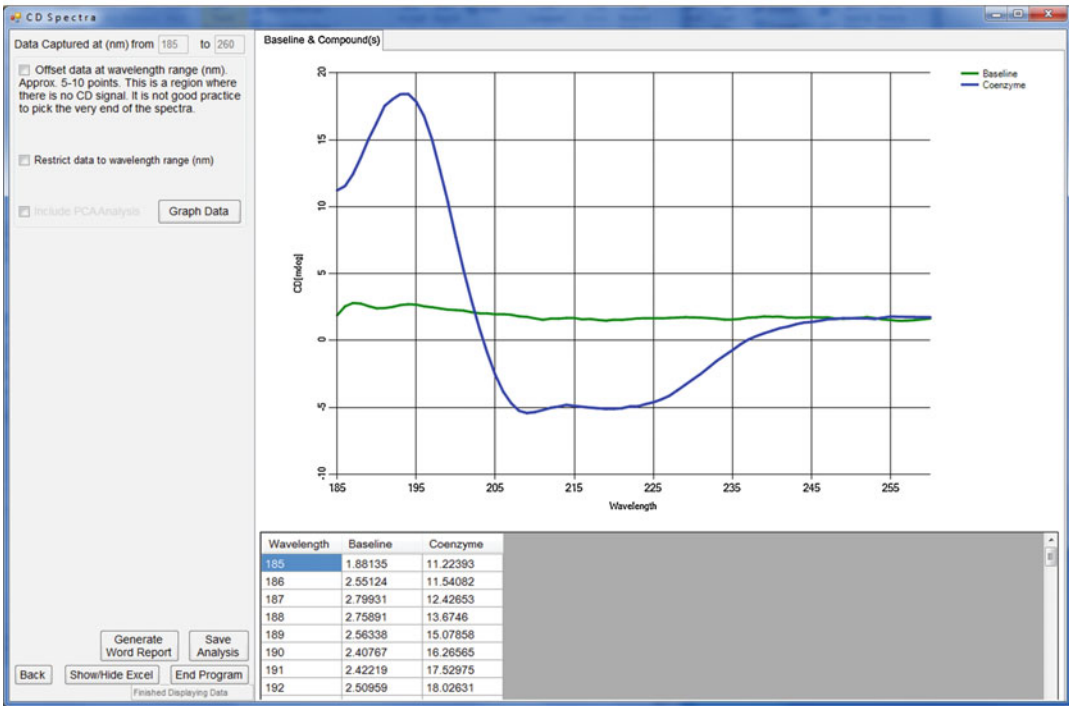 CD Spectra
Data Captured at (nm) from 185 to 260
Offset data at wavelength range (nm).
Approx. 5-10 points. This is a region where
there is no CD signal. It is not good practice
to pick the very end of the spectra.
Restrict data to wavelength range (nm)
Include PCA Analysis
Graph Data
Baseline & Compound(s)
Baseline
Coenzyme
20
15
10
5
0
-5
-10
CD[mdeg]
185 195 205 215 225 235 245 255
Wavelength
Wavelength Baseline Coenzyme
185 1.88135 11.22393
186 2.55124 11.54082
187 2.79931 12.42653
188 2.75891 13.6746
189 2.56338 15.07858
190 2.40767 16.26565
191 2.42219 17.52975
192 2.50959 18.02631
Generate
Word Report
Save
Analysis
Back
Show/Hide Excel
End Program
Finished Displaying Data